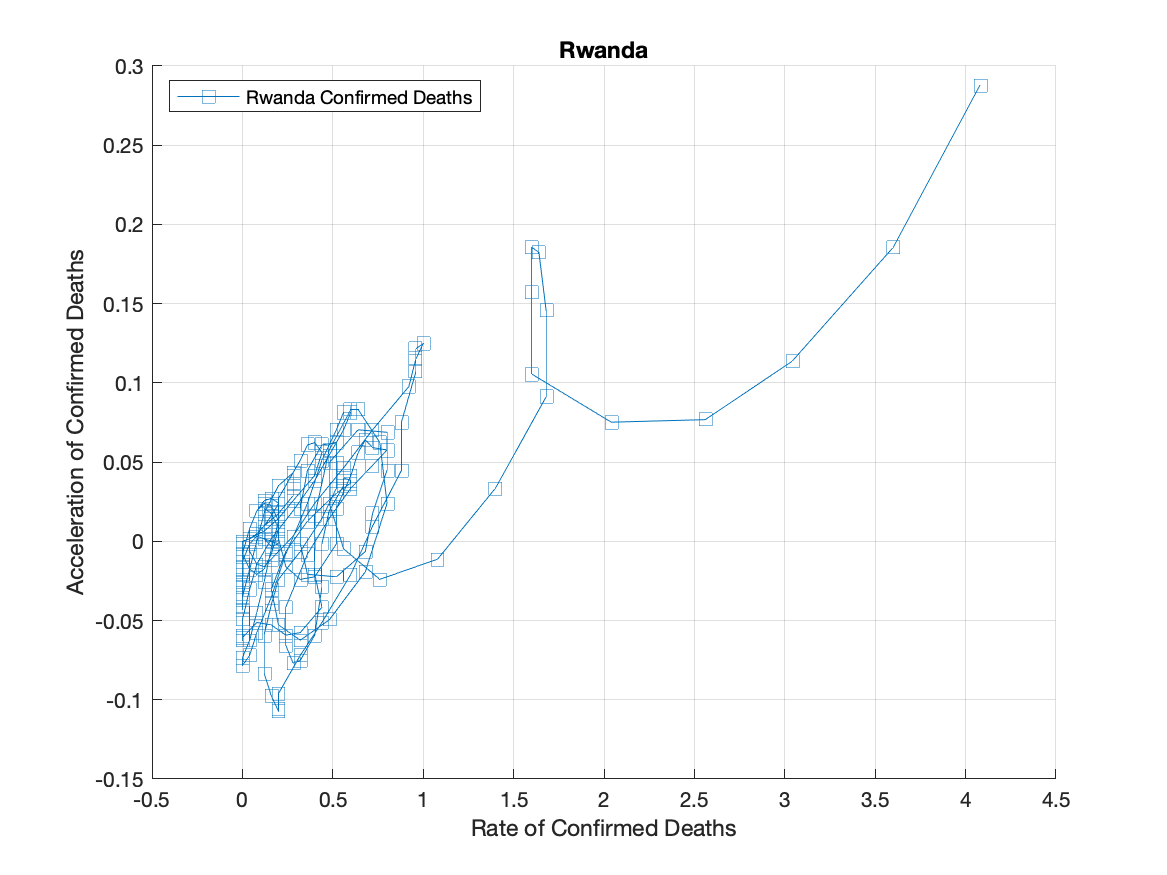 Rwanda
Rwanda Confirmed Deaths
0.3
0.25
0.2
0.15
0.1
0.05
0
-0.05
-0.1
-0.15
Acceleration of Confirmed Deaths
-0.5 0 0.5 1 1.5 2 2.5 3 3.5 4 4.5
Rate of Confirmed Deaths